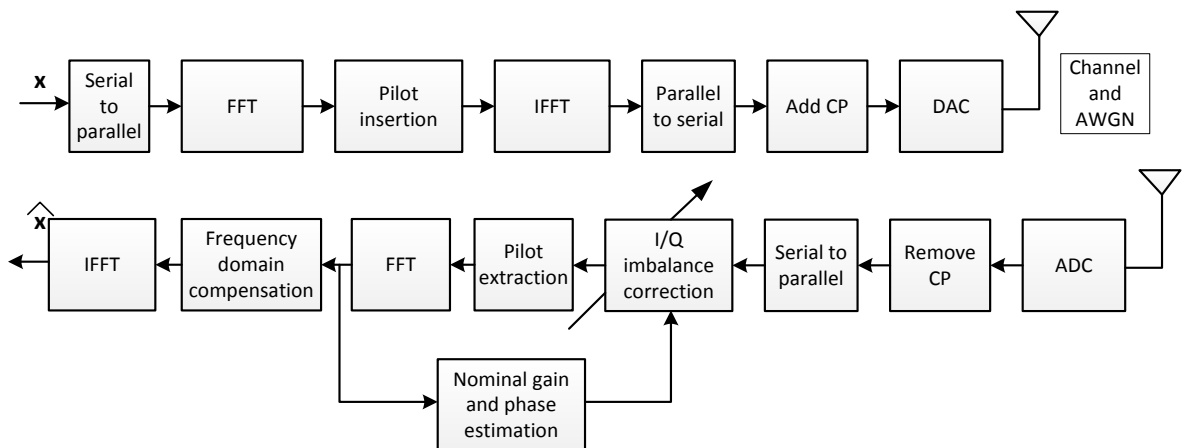 x
Serial
to
parallel
FFT
Pilot
insertion
IFFT
Parallel
to serial
Add CP
DAC
Channel
and
AWGN
x̂
IFFT
Frequency
domain
compensation
FFT
Pilot
extraction
I/Q
imbalance
correction
Serial to
parallel
Remove
CP
ADC
Nominal gain
and phase
estimation